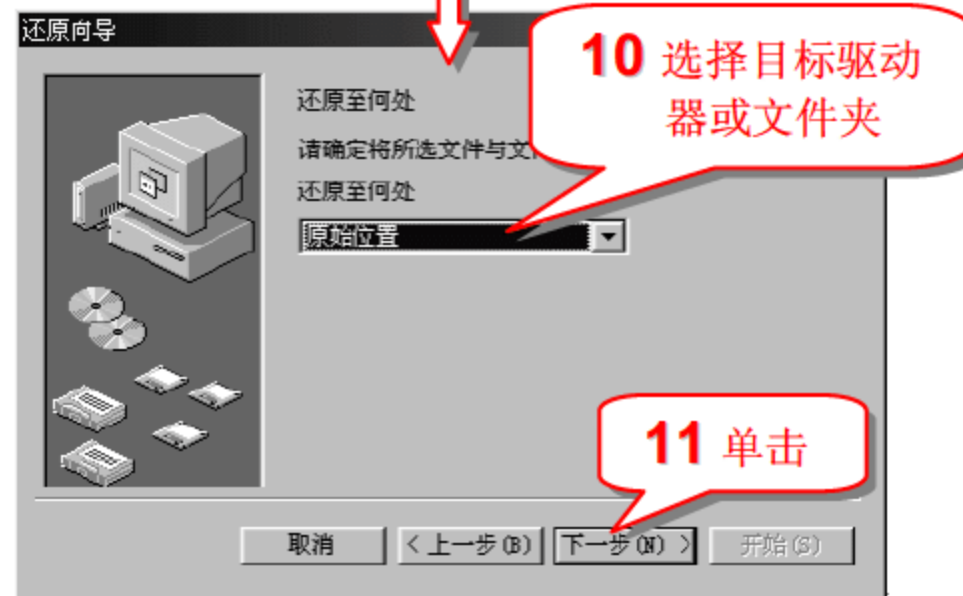 还原向导
10 选择目标驱动
器或文件夹
还原至何处
请确定将所选文件与文
还原至何处
原始位置
11 单击
取消
< 上一步(B)
下一步(N) >
开始(S)